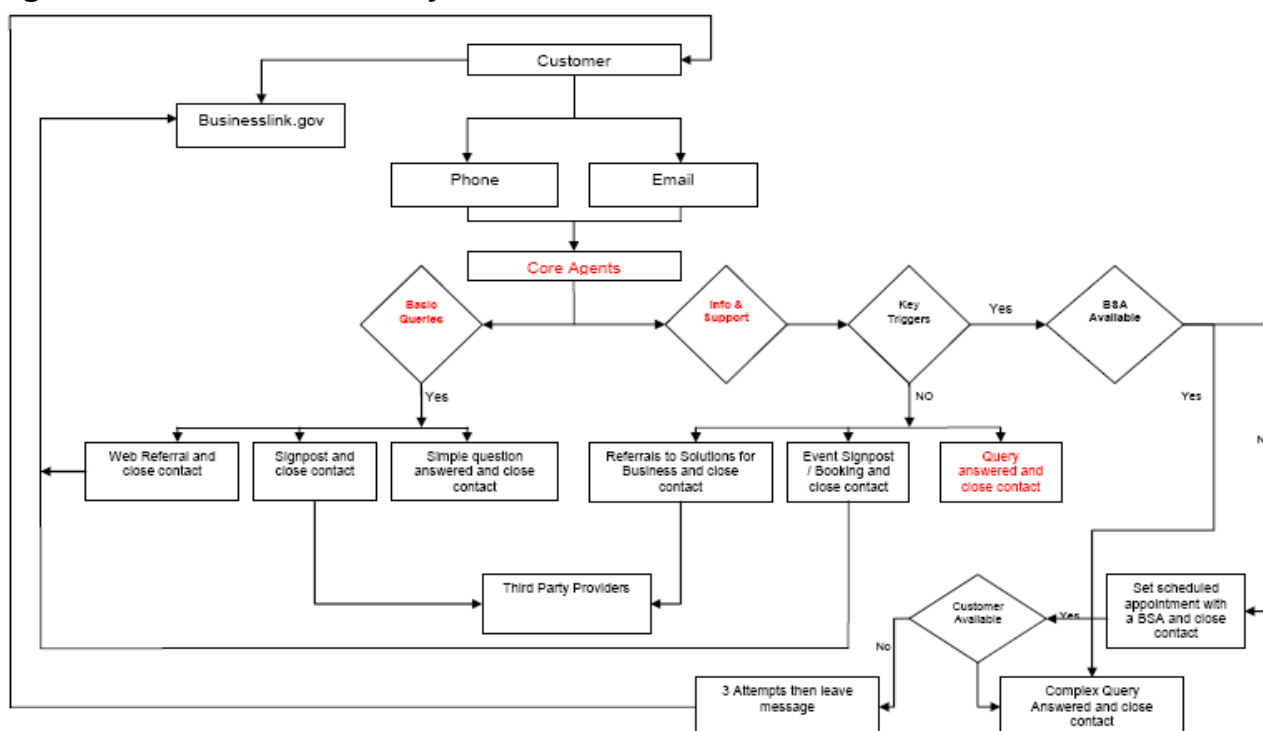 Customer
Businesslink.gov
Phone
Email
Core Agents
Basic
Queries
Info &
Support
Key
Triggers
Yes
BSA
Available
Yes
NO
Yes
Web Referral and
close contact
Signpost and
close contact
Simple question
answered and close
contact
Referrals to Solutions for
Business and close
contact
Event Signpost
/ Booking and
close contact
Query
answered and
close contact
Third Party Providers
Customer
Available
Yes
Set scheduled
appointment with
a BSA and close
contact
No
3 Attempts then leave
message
Complex Query
Answered and close
contact